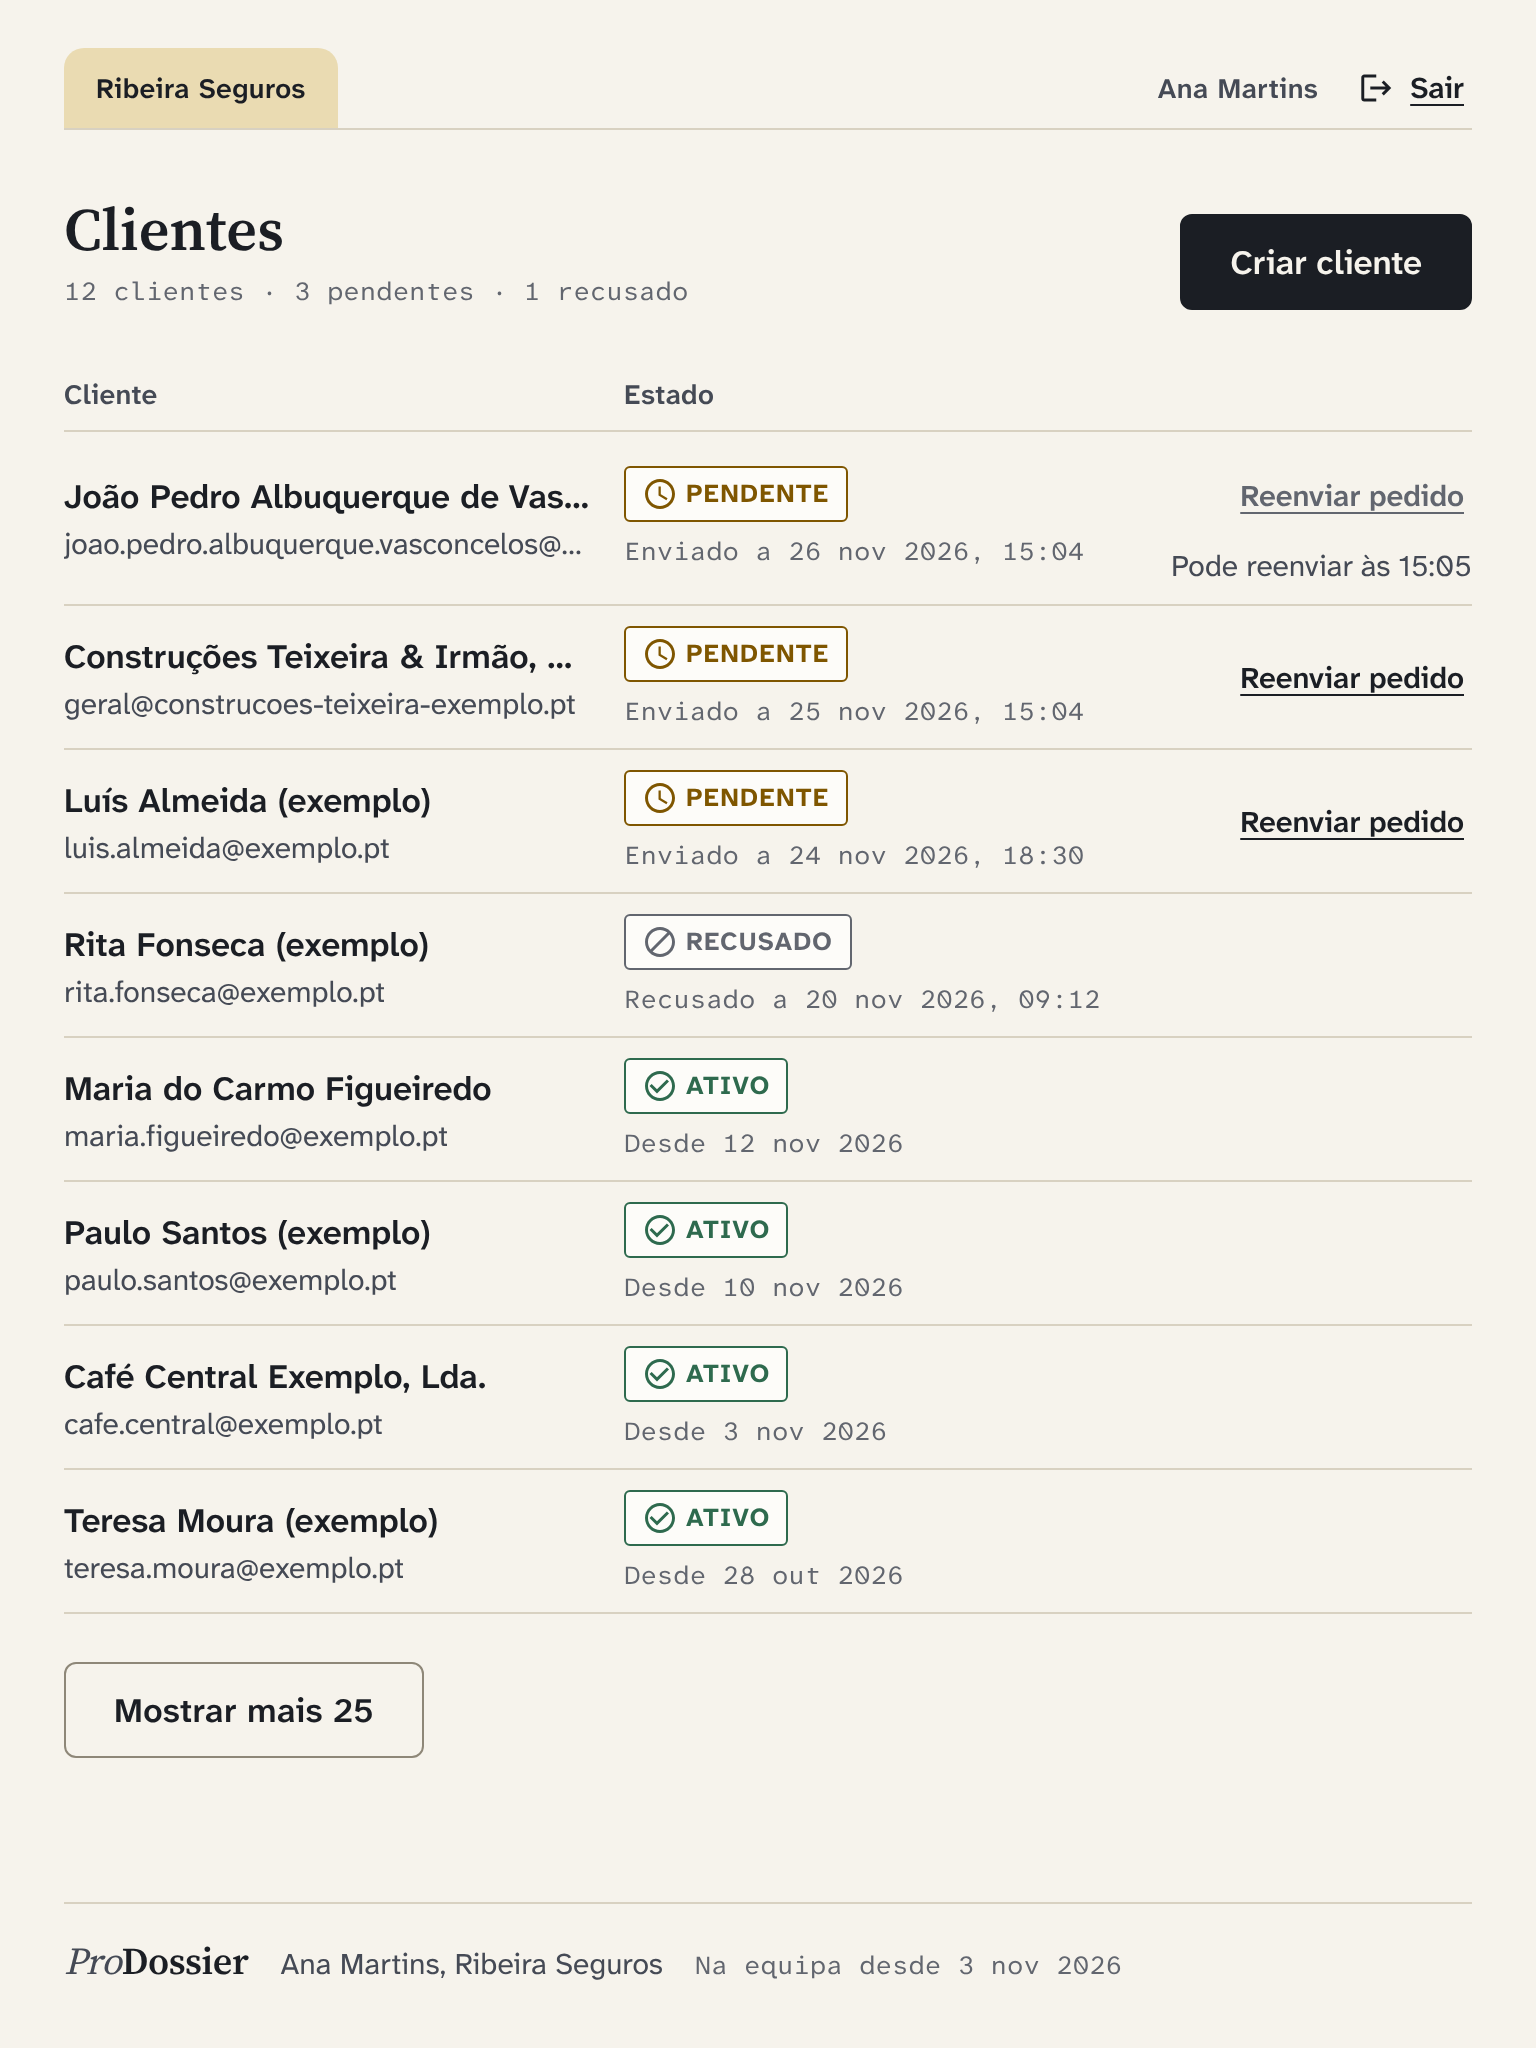 Ribeira Seguros
Ana Martins
Sair
Clientes
12 clientes · 3 pendentes · 1 recusado
Criar cliente
Cliente
Estado
João Pedro Albuquerque de Vas...
joao.pedro.albuquerque.vasconcelos@...
PENDENTE
Enviado a 26 nov 2026, 15:04
Reenviar pedido
Pode reenviar às 15:05
Construções Teixeira & Irmão, ...
geral@construcoes-teixeira-exemplo.pt
PENDENTE
Enviado a 25 nov 2026, 15:04
Reenviar pedido
Luís Almeida (exemplo)
luis.almeida@exemplo.pt
PENDENTE
Enviado a 24 nov 2026, 18:30
Reenviar pedido
Rita Fonseca (exemplo)
rita.fonseca@exemplo.pt
RECUSADO
Recusado a 20 nov 2026, 09:12
Maria do Carmo Figueiredo
maria.figueiredo@exemplo.pt
ATIVO
Desde 12 nov 2026
Paulo Santos (exemplo)
paulo.santos@exemplo.pt
ATIVO
Desde 10 nov 2026
Café Central Exemplo, Lda.
cafe.central@exemplo.pt
ATIVO
Desde 3 nov 2026
Teresa Moura (exemplo)
teresa.moura@exemplo.pt
ATIVO
Desde 28 out 2026
Mostrar mais 25
ProDossier
Ana Martins, Ribeira Seguros
Na equipa desde 3 nov 2026